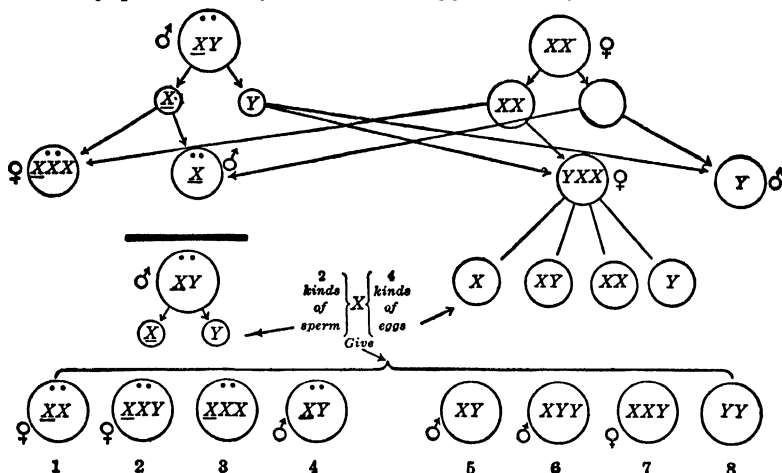 ♂ XY XX ♀
X Y XX
♀ XXX X ♂ YXX ♀ Y ♂
♂ XY
2 kinds of sperm } X { 4 kinds of eggs
Give
X Y
X XY XX Y
♀ XX ♀ XXY XXX ♂ XY ♂ XY ♂ XYY ♀ XXY YY
1 2 3 4 5 6 7 8